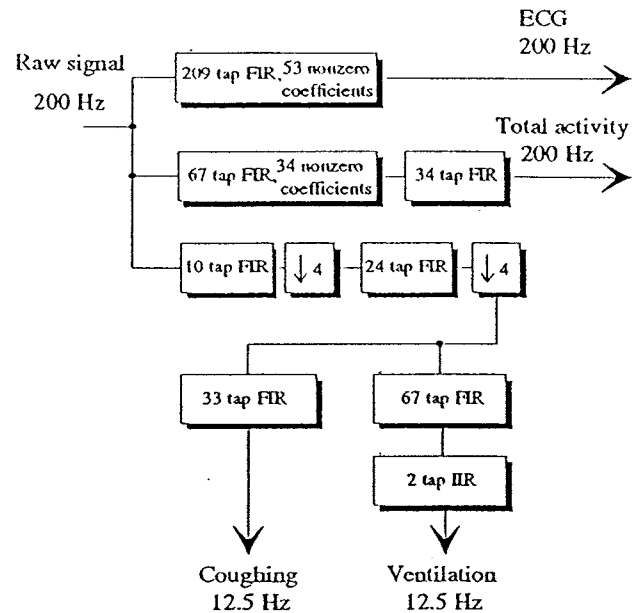 ECG
200 Hz
Raw signal
200 Hz
209 tap FIR, 53 nonzero
coefficients
Total activity
200 Hz
67 tap FIR, 34 nonzero
coefficients
34 tap FIR
10 tap FIR
↓ 4
24 tap FIR
↓ 4
33 tap FIR
67 tap FIR
2 tap IIR
Coughing
12.5 Hz
Ventilation
12.5 Hz